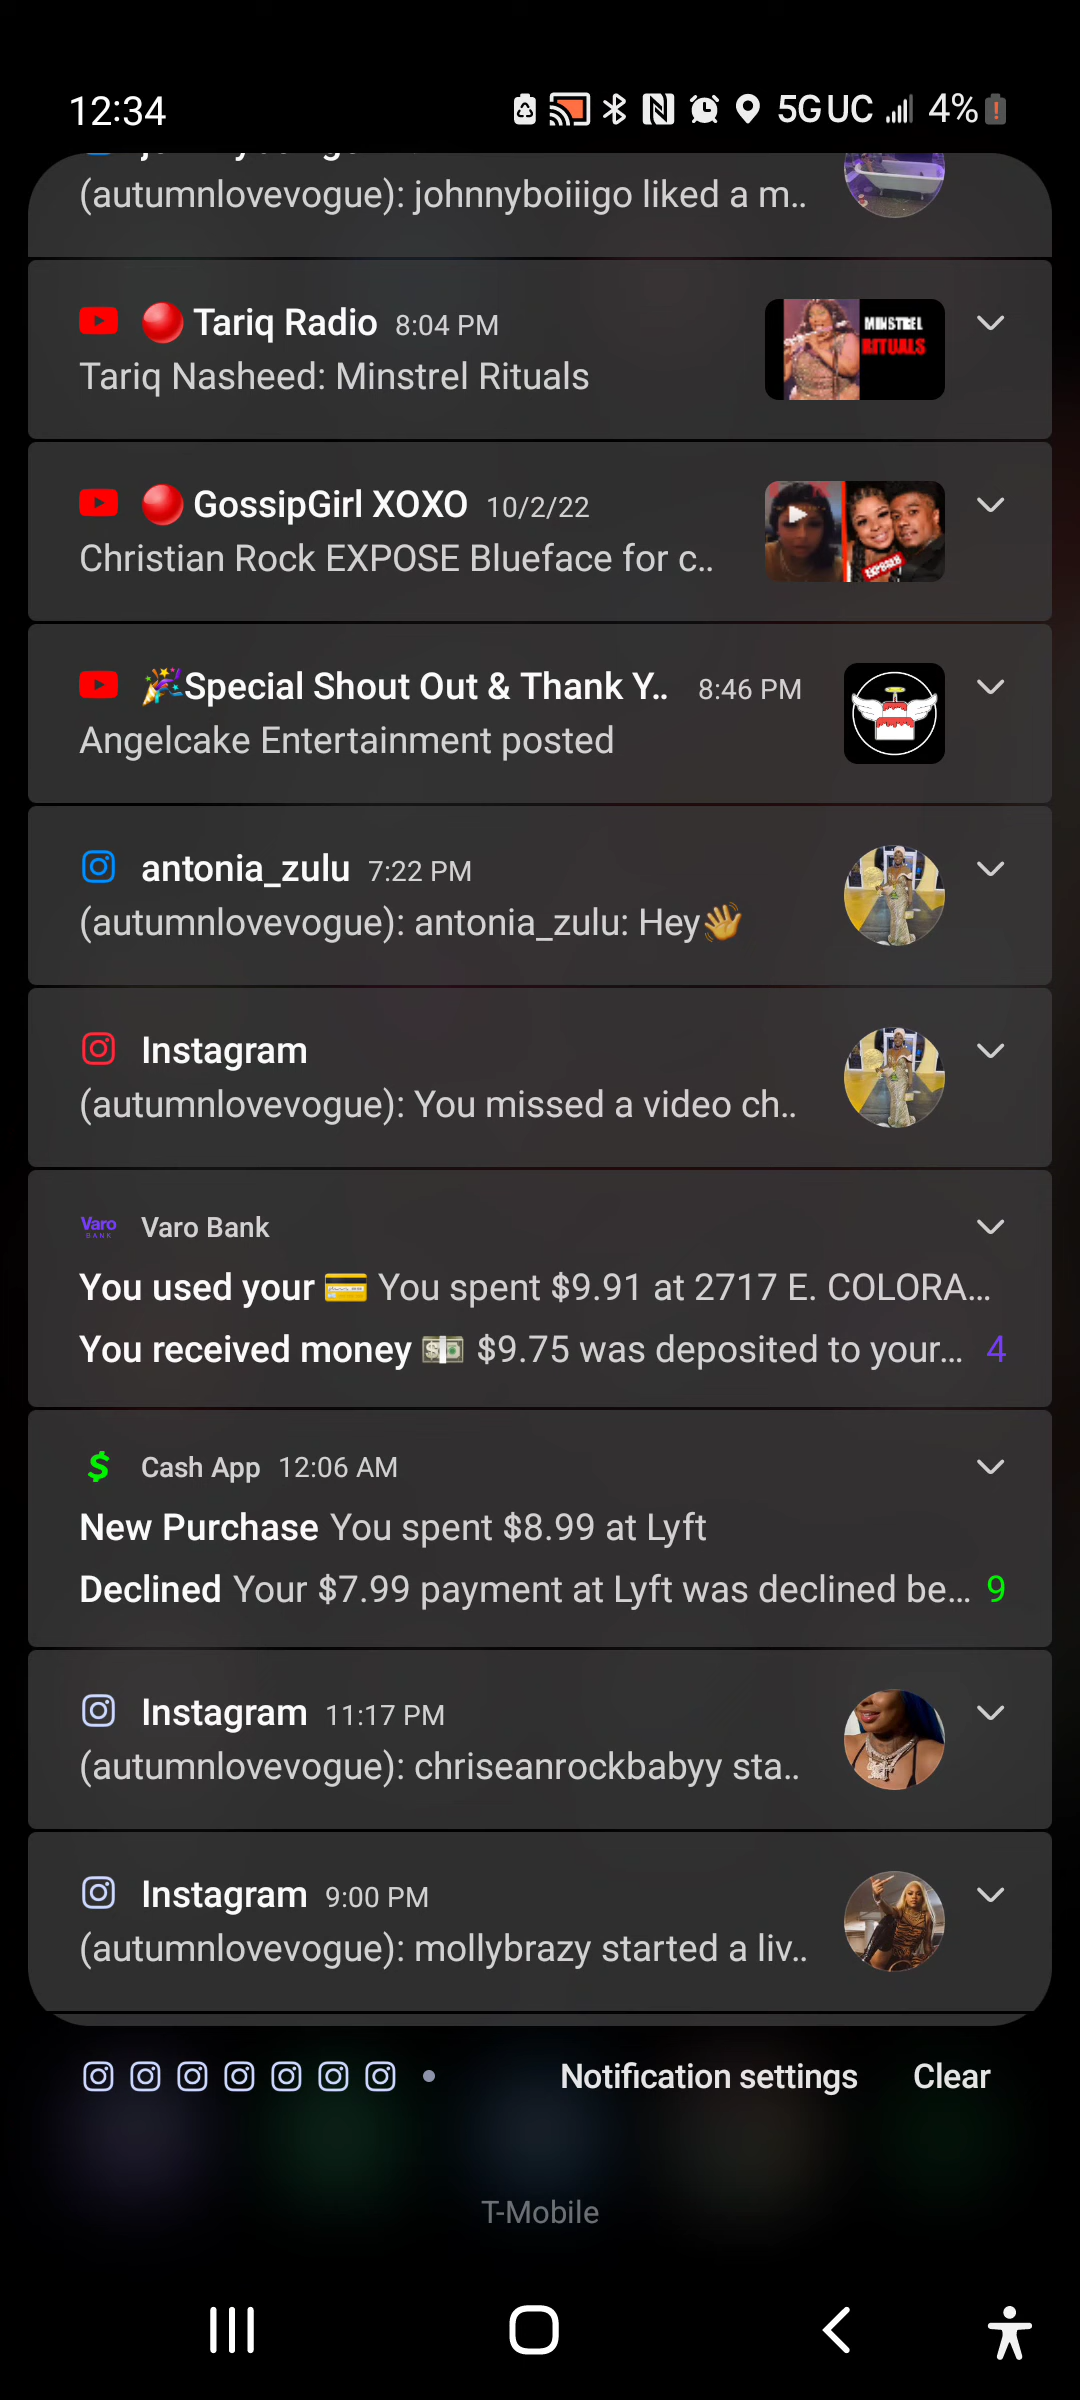 12:34 5G UC 4%
(autumnlovevogue): johnnyboiiigo liked a m..
Tariq Radio 8:04 PM
Tariq Nasheed: Minstrel Rituals
MINSTREL
RITUALS
GossipGirl XOXO 10/2/22
Christian Rock EXPOSE Blueface for c..
EXPOSED
🎉Special Shout Out & Thank Y.. 8:46 PM
Angelcake Entertainment posted
antonia_zulu 7:22 PM
(autumnlovevogue): antonia_zulu: Hey👋
Instagram
(autumnlovevogue): You missed a video ch..
Varo BANK Varo Bank
You used your 💳 You spent $9.91 at 2717 E. COLORA...
You received money 💵 $9.75 was deposited to your... 4
$ Cash App 12:06 AM
New Purchase You spent $8.99 at Lyft
Declined Your $7.99 payment at Lyft was declined be... 9
Instagram 11:17 PM
(autumnlovevogue): chriseanrockbabyy sta..
Instagram 9:00 PM
(autumnlovevogue): mollybrazy started a liv..
Notification settings Clear
T-Mobile